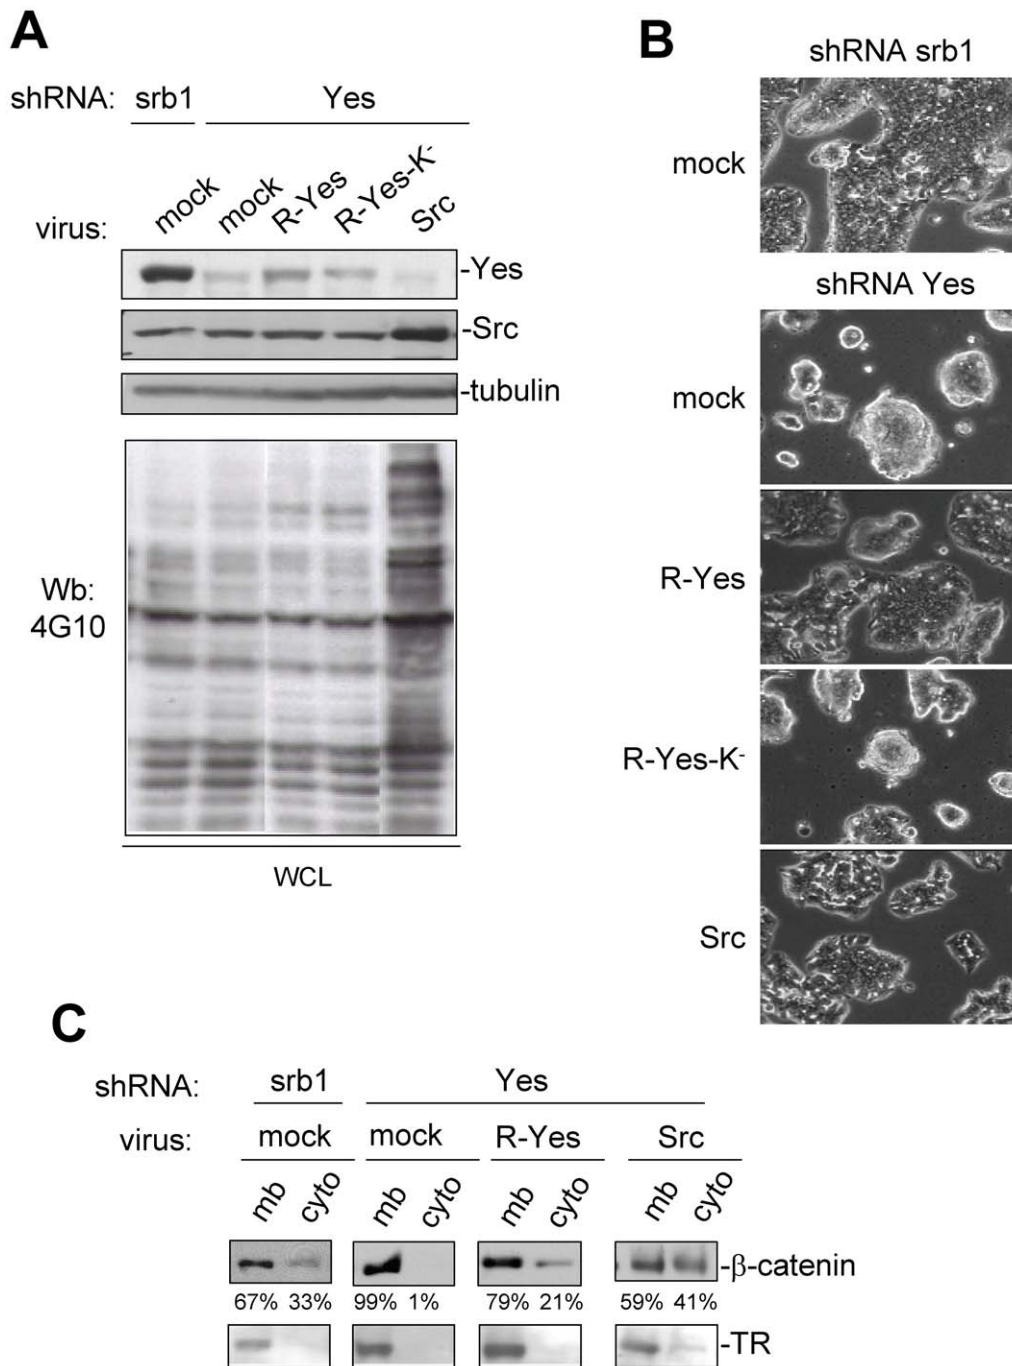 A
shRNA: srb1 Yes
virus: mock mock R-Yes R-Yes-K- Src
-Yes
-Src
-tubulin
Wb:
4G10
WCL
B
shRNA srb1
mock
shRNA Yes
mock
R-Yes
R-Yes-K-
Src
C
shRNA: srb1 Yes
virus: mock mock R-Yes Src
mb cyto mb cyto mb cyto mb cyto
-β-catenin
67% 33% 99% 1% 79% 21% 59% 41%
-TR